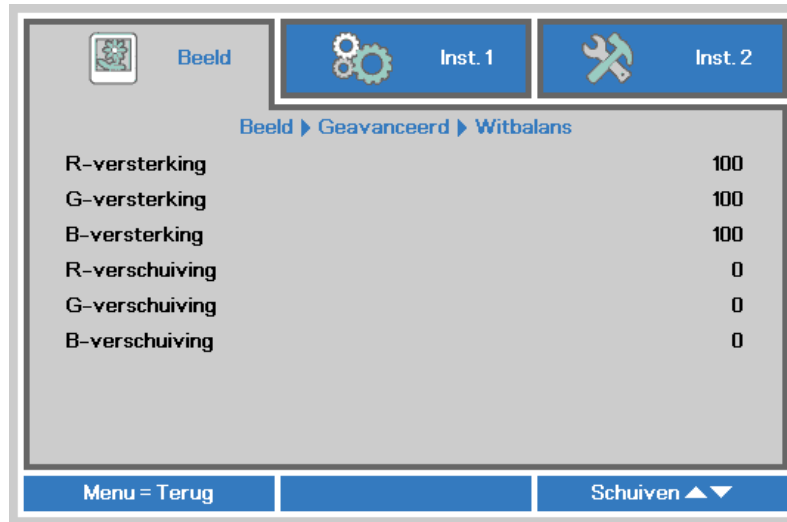 Beeld
Inst. 1
Inst. 2
Beeld Geavanceerd Witbalans
R-versterking 100
G-versterking 100
B-versterking 100
R-verschuiving 0
G-verschuiving 0
B-verschuiving 0
Menu = Terug
Schuiven